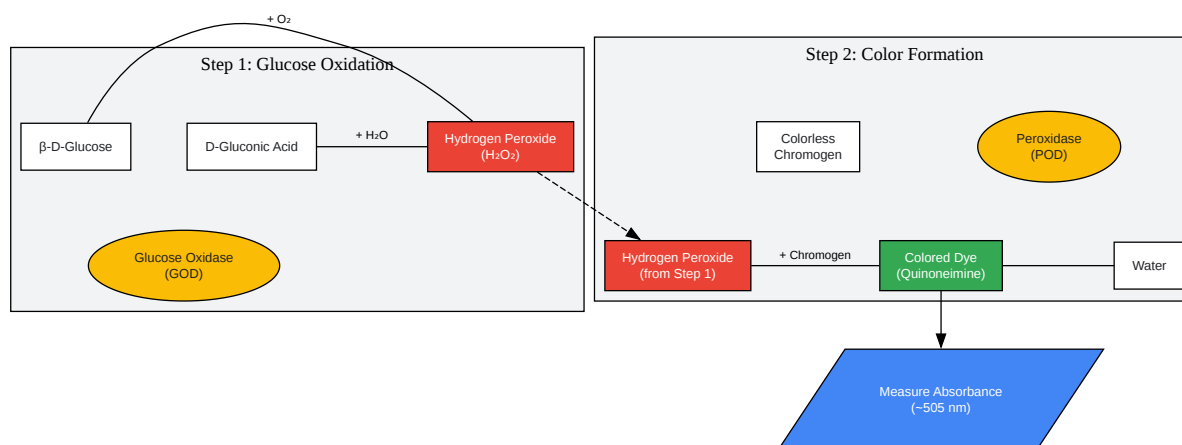 + O₂
Step 1: Glucose Oxidation
β-D-Glucose
D-Gluconic Acid
+ H₂O
Hydrogen Peroxide
(H₂O₂)
Glucose Oxidase
(GOD)
Step 2: Color Formation
Colorless
Chromogen
Peroxidase
(POD)
Hydrogen Peroxide
(from Step 1)
+ Chromogen
Colored Dye
(Quinoneimine)
Water
Measure Absorbance
(~505 nm)